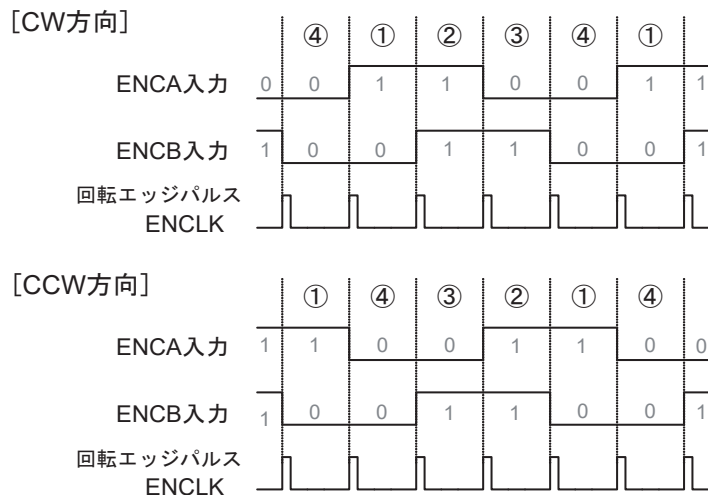 [CW方向]
④ ① ② ③ ④ ①
ENCA入力 0 0 1 1 0 0 1 1
ENCB入力 1 0 0 1 1 0 0 1
回転エッジパルス
ENCLK
[CCW方向]
① ④ ③ ② ① ④
ENCA入力 1 1 0 0 1 1 0 0
ENCB入力 1 0 0 1 1 0 0 1
回転エッジパルス
ENCLK